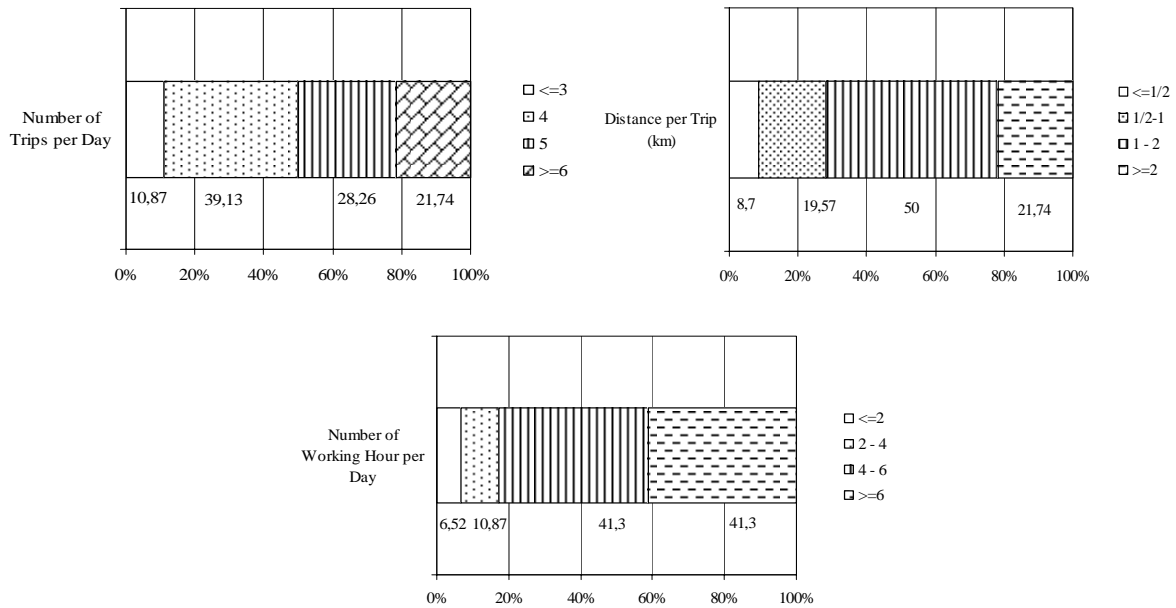 Number of
Trips per Day
10,87 39,13 28,26 21,74
0% 20% 40% 60% 80% 100%
<=3
4
5
>=6
Distance per Trip
(km)
8,7 19,57 50 21,74
0% 20% 40% 60% 80% 100%
<=1/2
1/2-1
1 - 2
>=2
Number of
Working Hour per
Day
6,52 10,87 41,3 41,3
0% 20% 40% 60% 80% 100%
<=2
2 - 4
4 - 6
>=6